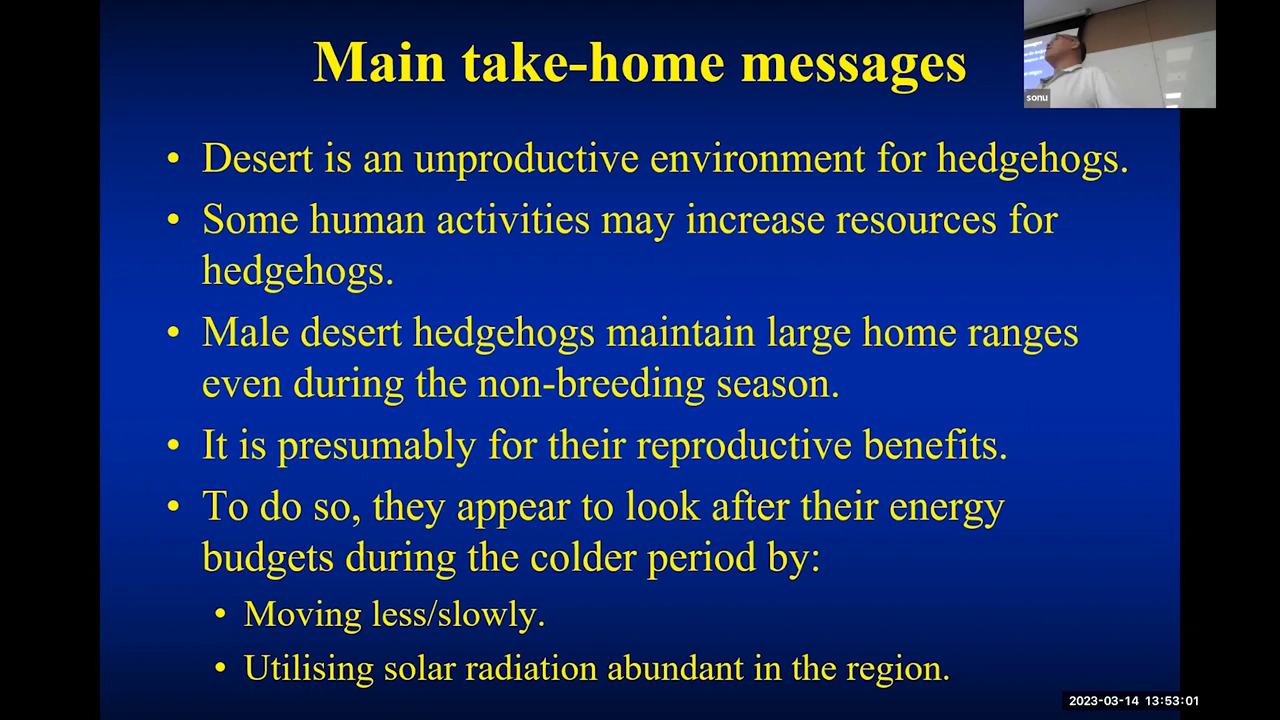 Main take-home messages
sonu
• Desert is an unproductive environment for hedgehogs.
• Some human activities may increase resources for
hedgehogs.
• Male desert hedgehogs maintain large home ranges
even during the non-breeding season.
• It is presumably for their reproductive benefits.
• To do so, they appear to look after their energy
budgets during the colder period by:
• Moving less/slowly.
• Utilising solar radiation abundant in the region.
2023-03-14 13:53:01